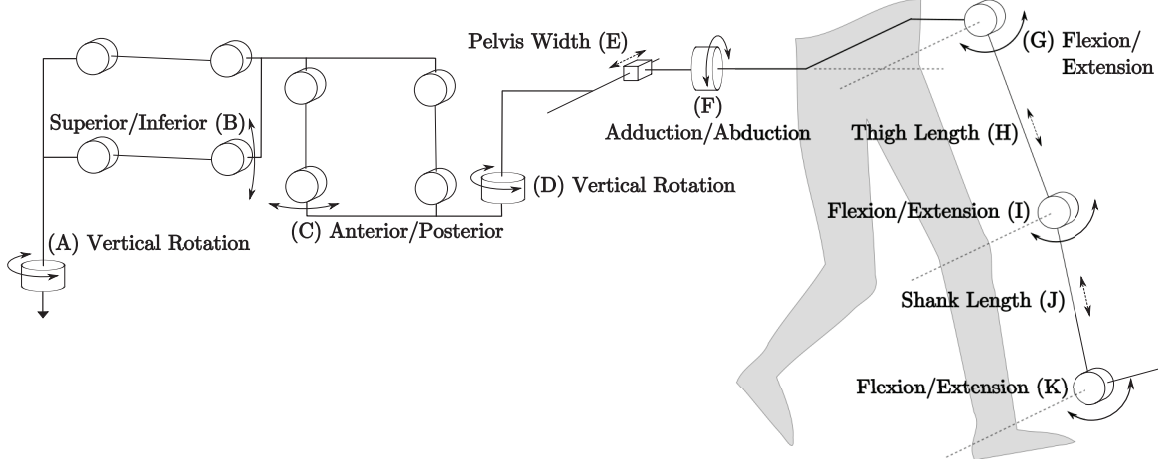 Pelvis Width (E)
(G) Flexion/
Extension
Superior/Inferior (B)
(F)
Adduction/Abduction
Thigh Length (H)
(D) Vertical Rotation
Flexion/Extension (I)
(C) Anterior/Posterior
(A) Vertical Rotation
Shank Length (J)
Flexion/Extension (K)